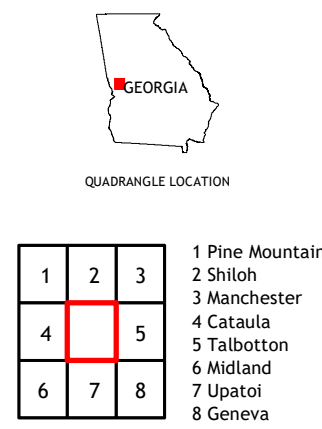 GEORGIA
QUADRANGLE LOCATION
1 2 3
4 5
6 7 8
1 Pine Mountain
2 Shiloh
3 Manchester
4 Cataula
5 Talbotton
6 Midland
7 Upatoi
8 Geneva